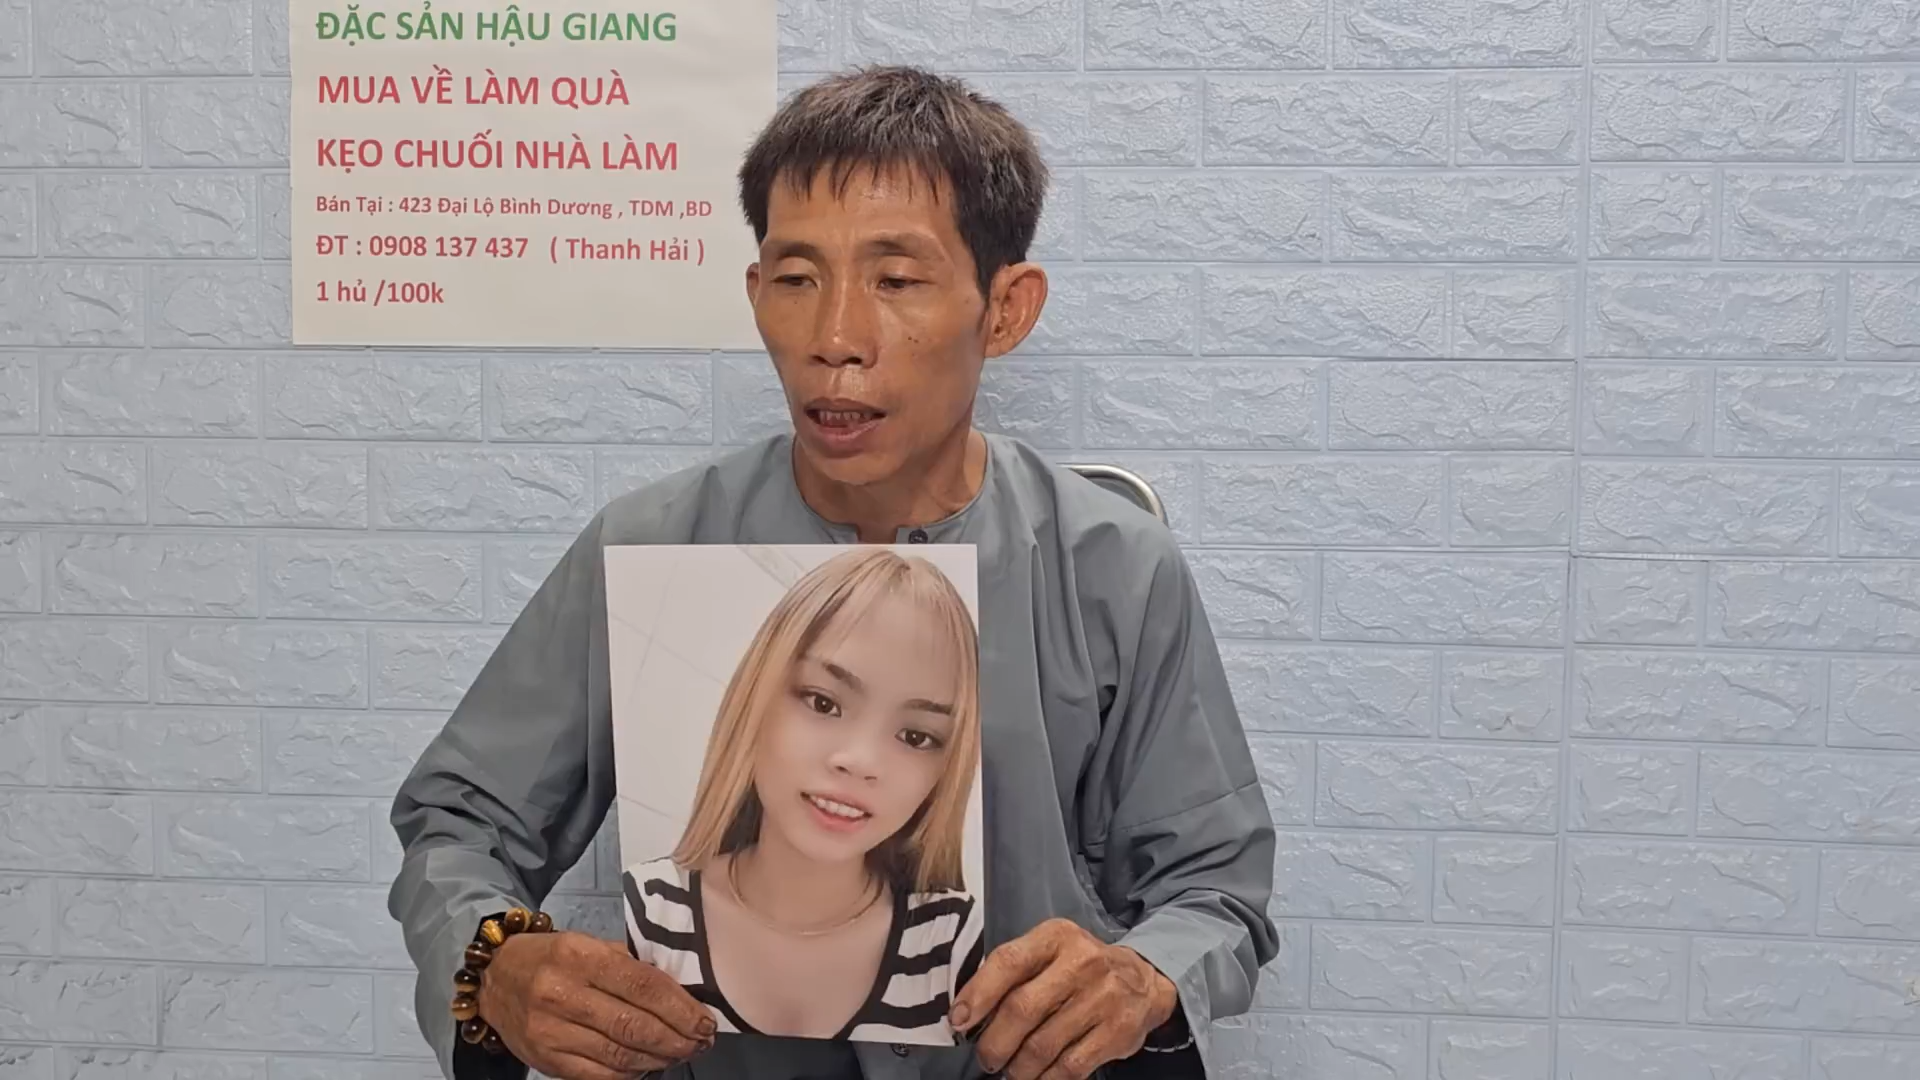 ĐẶC SẢN HẬU GIANG
MUA VỀ LÀM QUÀ
KẸO CHUỐI NHÀ LÀM
Bán Tại : 423 Đại Lộ Bình Dương , TDM ,BD
ĐT : 0908 137 437 ( Thanh Hải )
1 hủ /100k